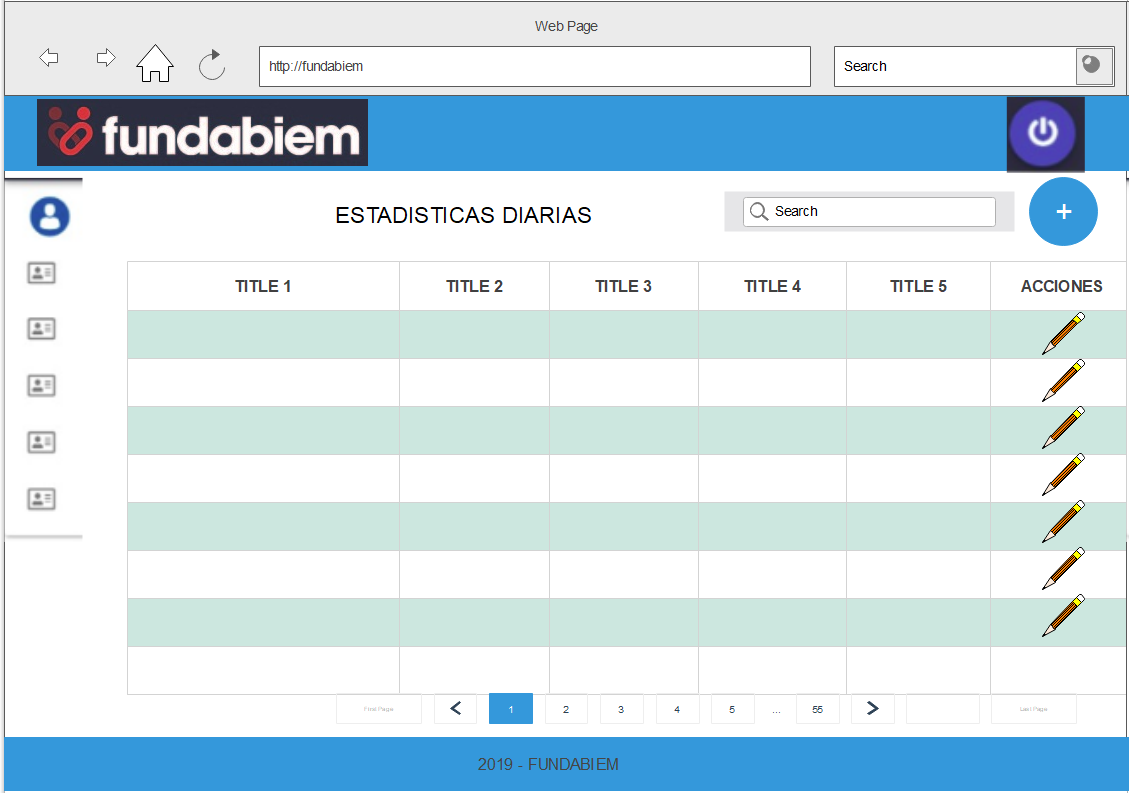 Web Page
http://fundabiem
Search
fundabiem
ESTADISTICAS DIARIAS
Search
+
TITLE 1 TITLE 2 TITLE 3 TITLE 4 TITLE 5 ACCIONES
First Page < 1 2 3 4 5 ... 55 > Last Page
2019 - FUNDABIEM